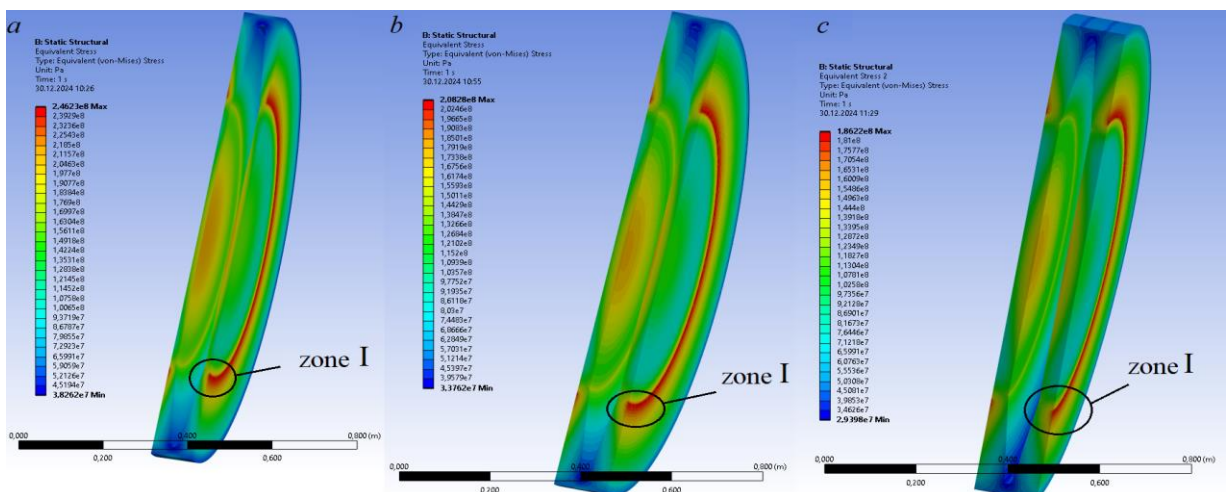 a
B: Static Structural
Equivalent Stress
Type: Equivalent (von-Mises) Stress
Unit: Pa
Time: 1 s
30.12.2024 10:26
2,4623e8 Max
2,3929e8
2,3236e8
2,2543e8
2,185e8
2,1157e8
2,0463e8
1,977e8
1,9077e8
1,8384e8
1,769e8
1,6997e8
1,6304e8
1,5611e8
1,4918e8
1,4224e8
1,3531e8
1,2838e8
1,2145e8
1,1452e8
1,0758e8
1,0065e8
9,3719e7
8,6787e7
7,9855e7
7,2923e7
6,5991e7
5,9059e7
5,2126e7
4,5194e7
3,8262e7 Min
zone I
0,000
0,400
0,800 (m)
0,200
0,600
b
B: Static Structural
Equivalent Stress
Type: Equivalent (von-Mises) Stress
Unit: Pa
Time: 1 s
30.12.2024 10:55
2,0828e8 Max
2,0246e8
1,9665e8
1,9083e8
1,8501e8
1,7919e8
1,7338e8
1,6756e8
1,6174e8
1,5593e8
1,5011e8
1,4429e8
1,3847e8
1,3266e8
1,2684e8
1,2102e8
1,152e8
1,0939e8
1,0357e8
9,7752e7
9,1935e7
8,6118e7
8,03e7
7,4483e7
6,8666e7
6,2849e7
5,7031e7
5,1214e7
4,5397e7
3,9579e7
3,3762e7 Min
zone I
0,000
0,400
0,800 (m)
0,200
0,600
c
B: Static Structural
Equivalent Stress 2
Type: Equivalent (von-Mises) Stress
Unit: Pa
Time: 1 s
30.12.2024 11:29
1,8622e8 Max
1,81e8
1,7577e8
1,7054e8
1,6531e8
1,6009e8
1,5486e8
1,4963e8
1,444e8
1,3918e8
1,3395e8
1,2872e8
1,2349e8
1,1827e8
1,1304e8
1,0781e8
1,0258e8
9,7356e7
9,2128e7
8,6901e7
8,1673e7
7,6446e7
7,1218e7
6,5991e7
6,0763e7
5,5536e7
5,0308e7
4,5081e7
3,9853e7
3,4626e7
2,9398e7 Min
zone I
0,000
0,400
0,800 (m)
0,200
0,600